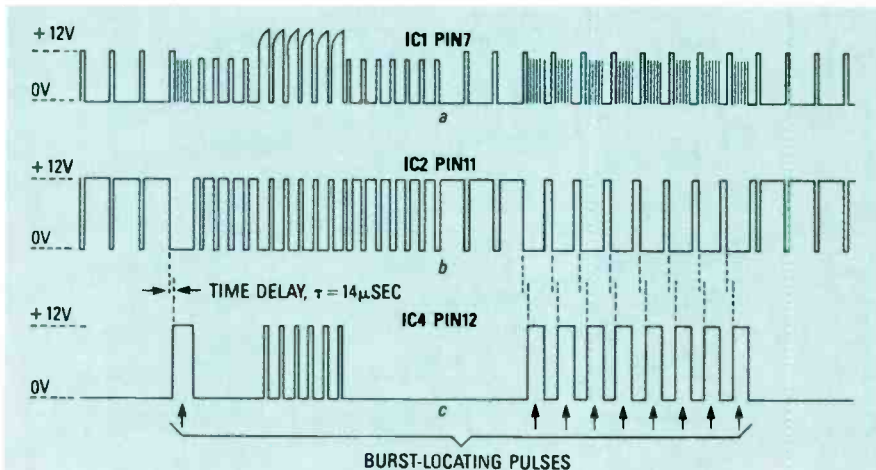 +12V
IC1 PIN7
0V
a
+12V
IC2 PIN11
0V
b
TIME DELAY, τ = 14μSEC
+12V
IC4 PIN12
0V
c
BURST-LOCATING PULSES